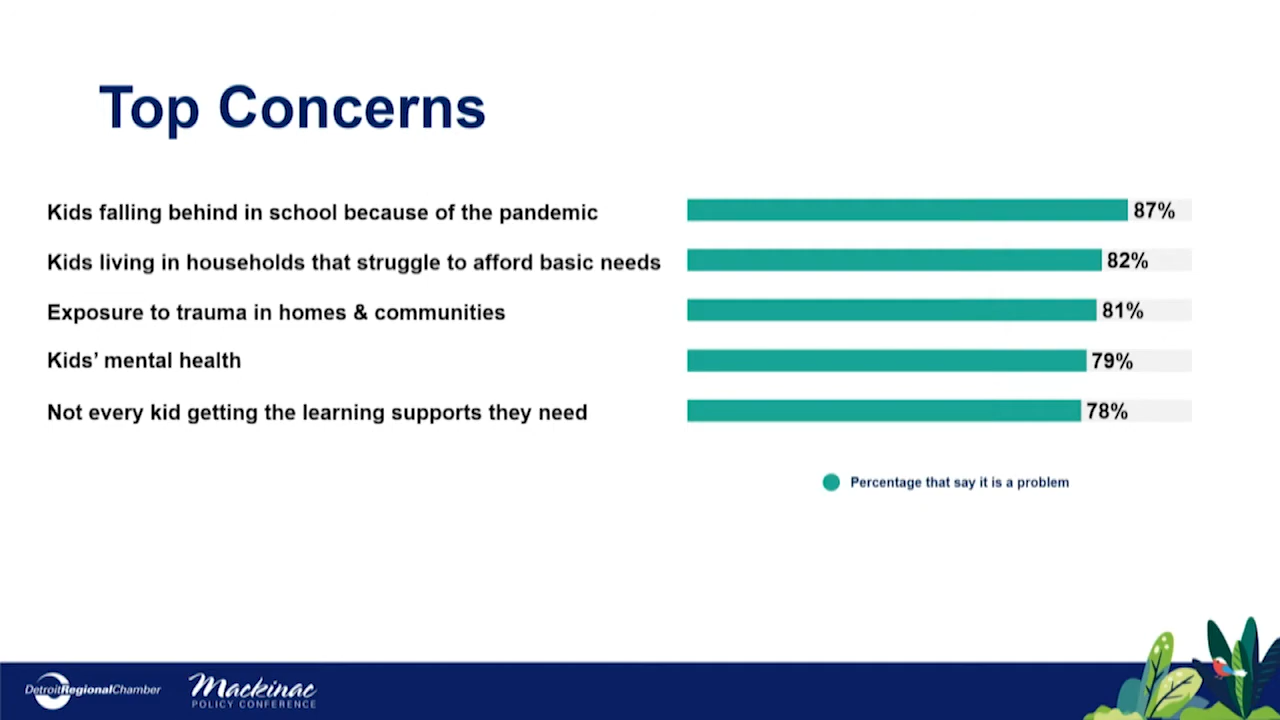 Top Concerns
Kids falling behind in school because of the pandemic 87%
Kids living in households that struggle to afford basic needs 82%
Exposure to trauma in homes & communities 81%
Kids’ mental health 79%
Not every kid getting the learning supports they need 78%
Percentage that say it is a problem
DetroitRegionalChamber
Mackinac
POLICY CONFERENCE